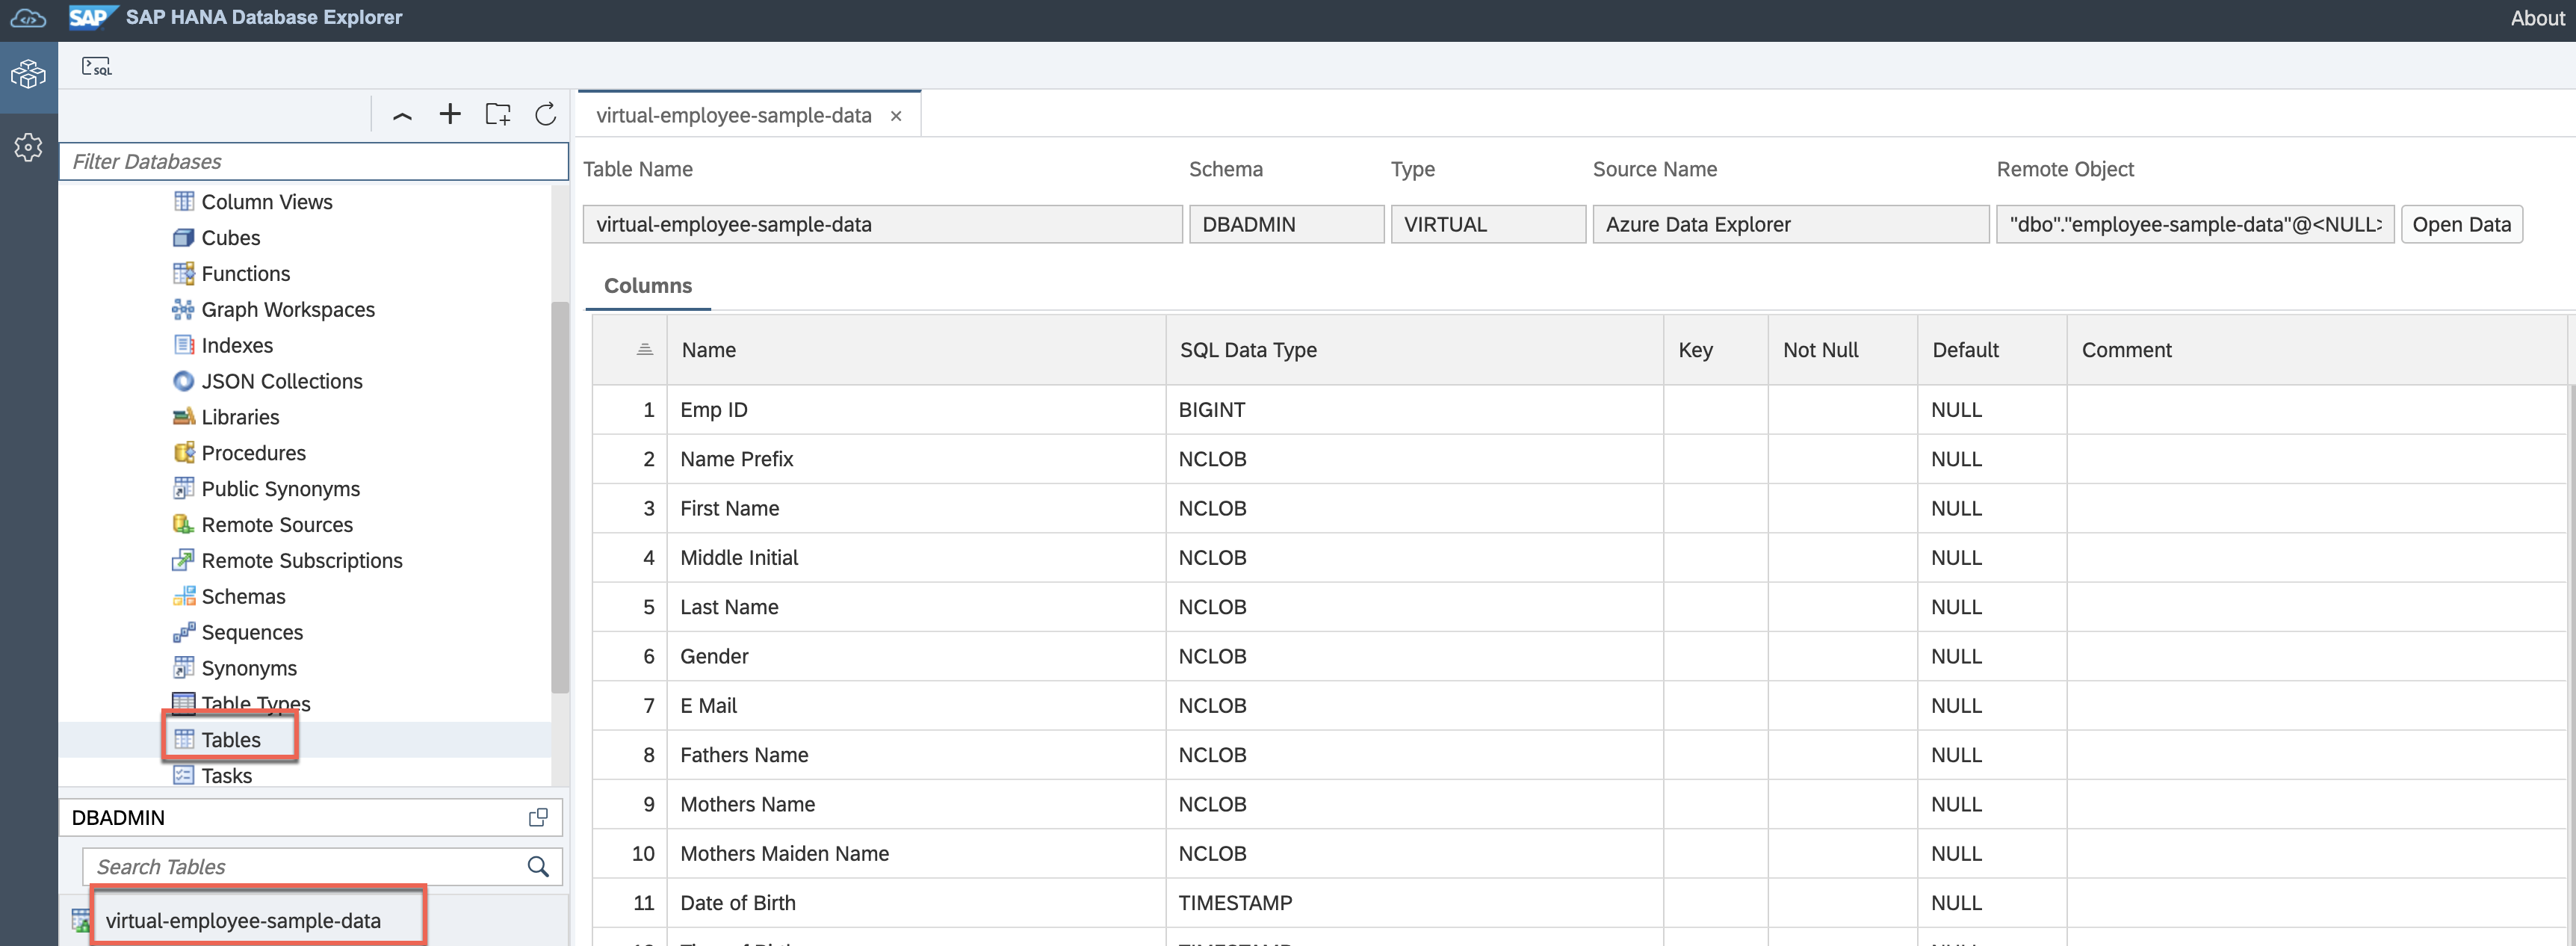 SAP SAP HANA Database Explorer About
SQL
virtual-employee-sample-data
Filter Databases
Column Views
Cubes
Functions
Graph Workspaces
Indexes
JSON Collections
Libraries
Procedures
Public Synonyms
Remote Sources
Remote Subscriptions
Schemas
Sequences
Synonyms
Table Types
Tables
Tasks
DBADMIN
Search Tables
virtual-employee-sample-data
Table Name Schema Type Source Name Remote Object
virtual-employee-sample-data DBADMIN VIRTUAL Azure Data Explorer "dbo"."employee-sample-data"@<NULL> Open Data
Columns
Name SQL Data Type Key Not Null Default Comment
1 Emp ID BIGINT NULL
2 Name Prefix NCLOB NULL
3 First Name NCLOB NULL
4 Middle Initial NCLOB NULL
5 Last Name NCLOB NULL
6 Gender NCLOB NULL
7 E Mail NCLOB NULL
8 Fathers Name NCLOB NULL
9 Mothers Name NCLOB NULL
10 Mothers Maiden Name NCLOB NULL
11 Date of Birth TIMESTAMP NULL